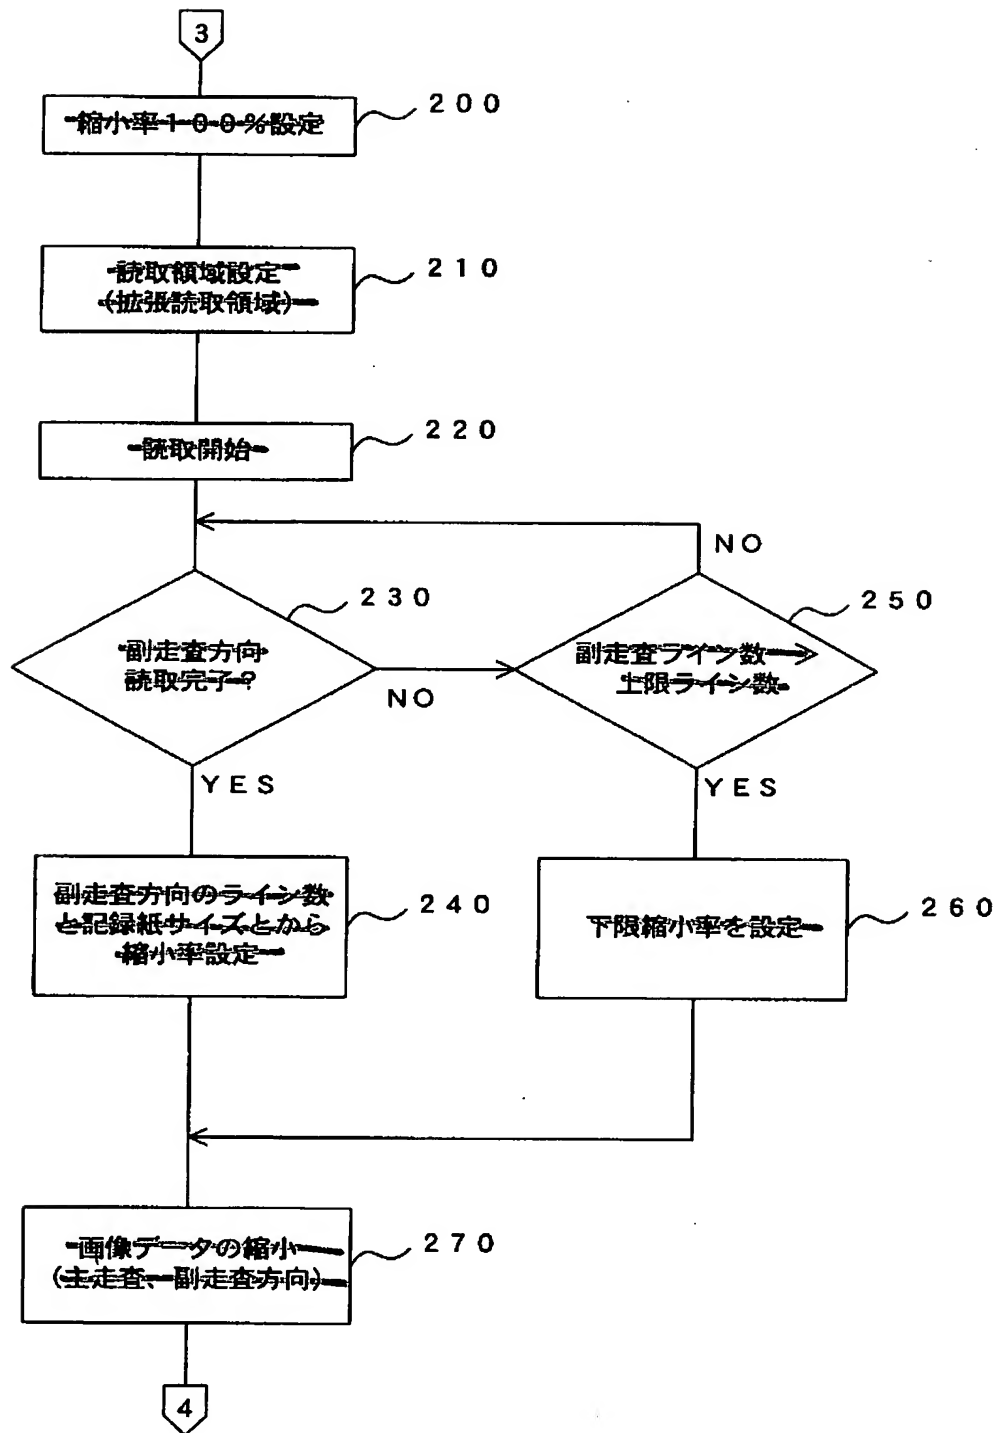 3
縮小率100%設定
200
読取領域設定
(拡張読取領域)
210
読取開始
220
NO
副走査方向
読取完了?
230
NO
副走査ライン数 >
上限ライン数
250
YES
YES
副走査方向のライン数
と記録紙サイズとから
縮小率設定
240
下限縮小率を設定
260
画像データの縮小
(主走査、副走査方向)
270
4